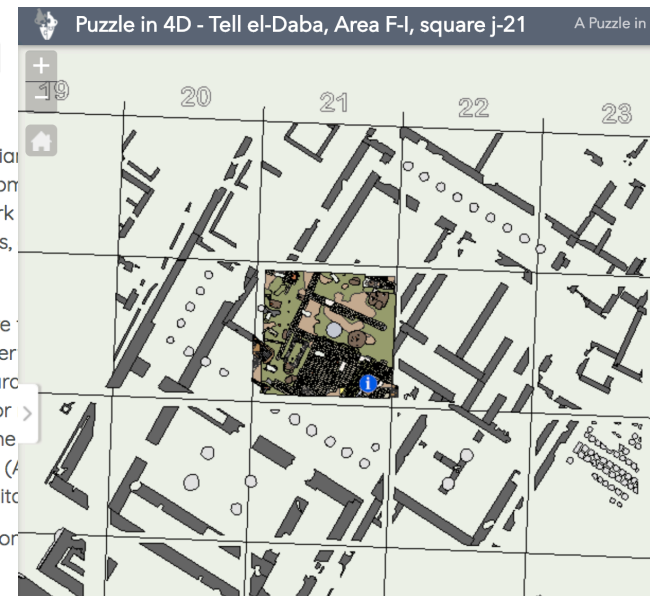 Puzzle in 4D - Tell el-Daba, Area F-I, square j-21
A Puzzle in
19
20
21
22
23
+
−
i